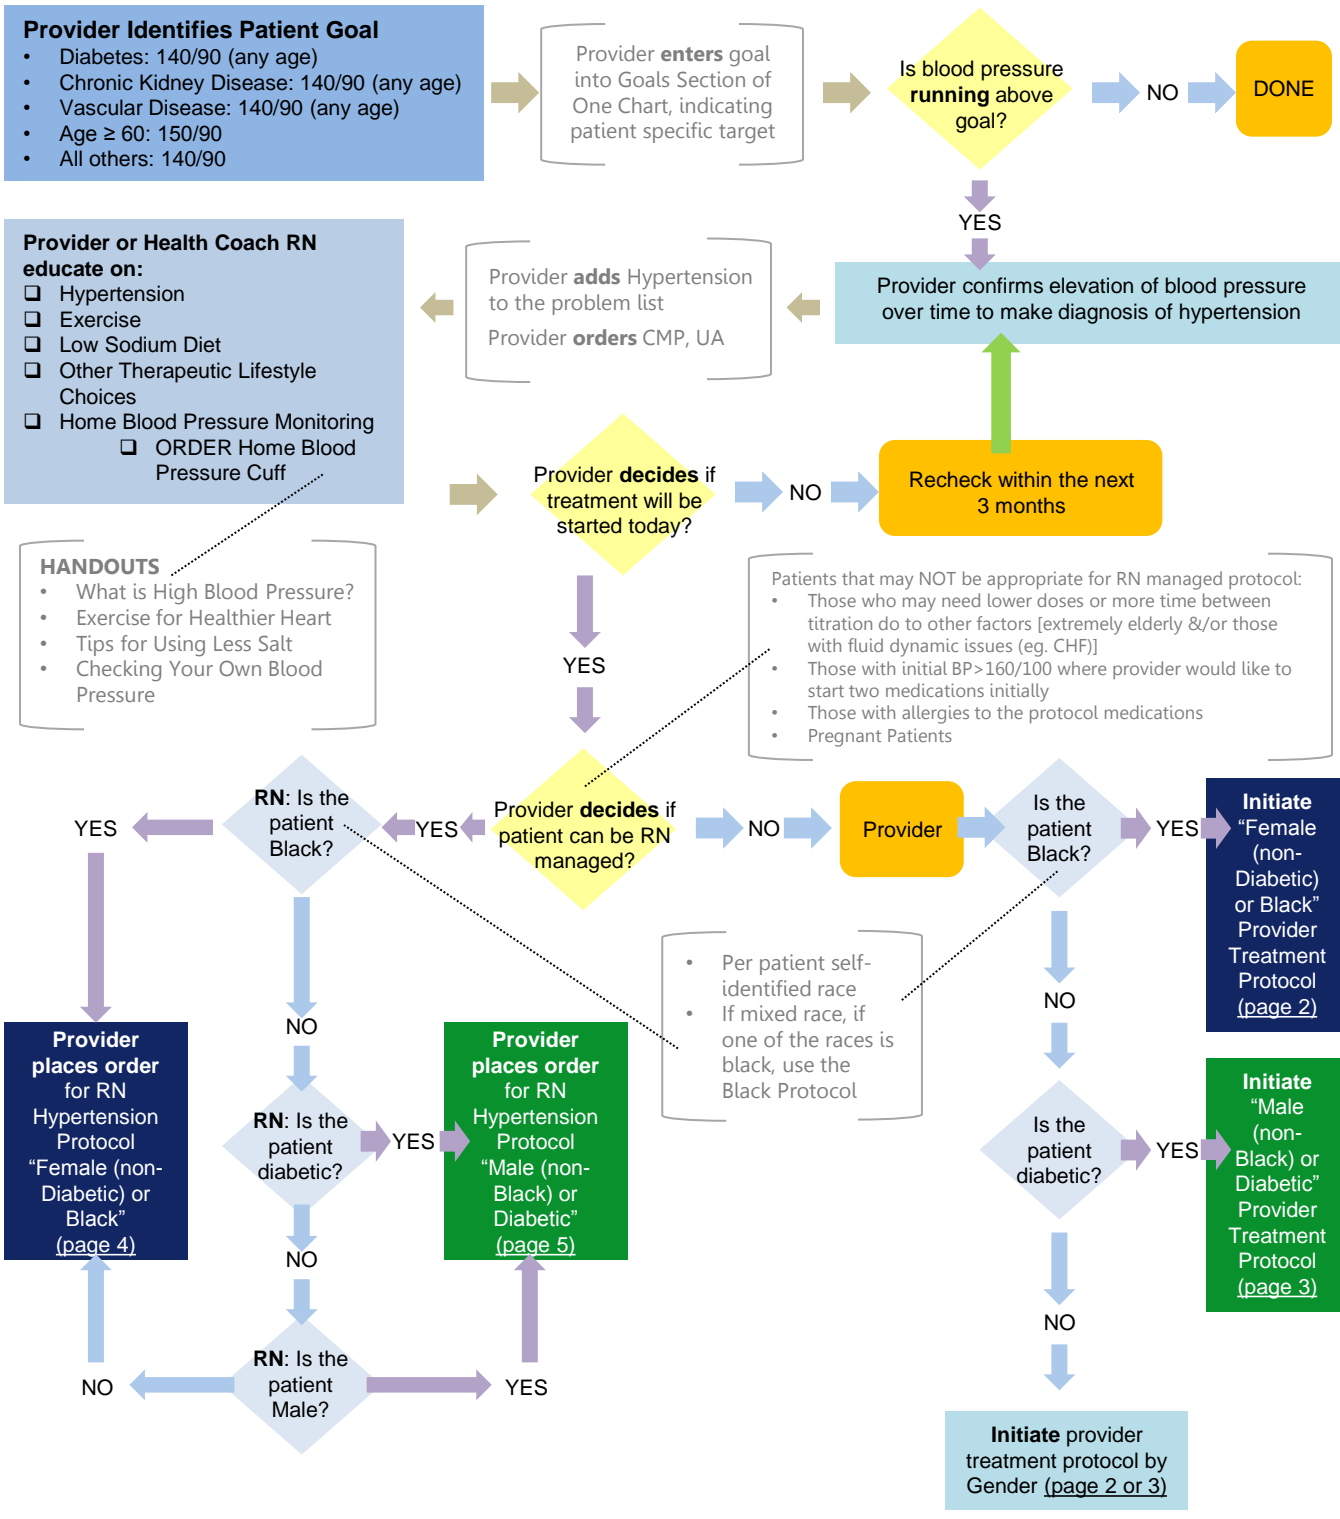 Provider Identifies Patient Goal
• Diabetes: 140/90 (any age)
• Chronic Kidney Disease: 140/90 (any age)
• Vascular Disease: 140/90 (any age)
• Age ≥ 60: 150/90
• All others: 140/90
Provider enters goal
into Goals Section of
One Chart, indicating
patient specific target
Is blood pressure
running above
goal?
NO
DONE
YES
Provider confirms elevation of blood pressure
over time to make diagnosis of hypertension
Provider adds Hypertension
to the problem list
Provider orders CMP, UA
Provider or Health Coach RN
educate on:
❑ Hypertension
❑ Exercise
❑ Low Sodium Diet
❑ Other Therapeutic Lifestyle
Choices
❑ Home Blood Pressure Monitoring
❑ ORDER Home Blood
Pressure Cuff
Provider decides if
treatment will be
started today?
NO
Recheck within the next
3 months
HANDOUTS
• What is High Blood Pressure?
• Exercise for Healthier Heart
• Tips for Using Less Salt
• Checking Your Own Blood
Pressure
YES
Patients that may NOT be appropriate for RN managed protocol:
• Those who may need lower doses or more time between
titration do to other factors [extremely elderly &/or those
with fluid dynamic issues (eg. CHF)]
• Those with initial BP>160/100 where provider would like to
start two medications initially
• Those with allergies to the protocol medications
• Pregnant Patients
Provider decides if
patient can be RN
managed?
YES
RN: Is the
patient
Black?
YES
NO
Provider
Is the
patient
Black?
YES
Initiate
“Female
(non-
Diabetic)
or Black”
Provider
Treatment
Protocol
(page 2)
• Per patient self-
identified race
• If mixed race, if
one of the races is
black, use the
Black Protocol
NO
NO
Provider
places order
for RN
Hypertension
Protocol
“Female (non-
Diabetic) or
Black”
(page 4)
RN: Is the
patient
diabetic?
YES
Provider
places order
for RN
Hypertension
Protocol
“Male (non-
Black) or
Diabetic”
(page 5)
Is the
patient
diabetic?
YES
Initiate
“Male
(non-
Black) or
Diabetic”
Provider
Treatment
Protocol
(page 3)
NO
NO
RN: Is the
patient
Male?
NO
YES
Initiate provider
treatment protocol by
Gender (page 2 or 3)